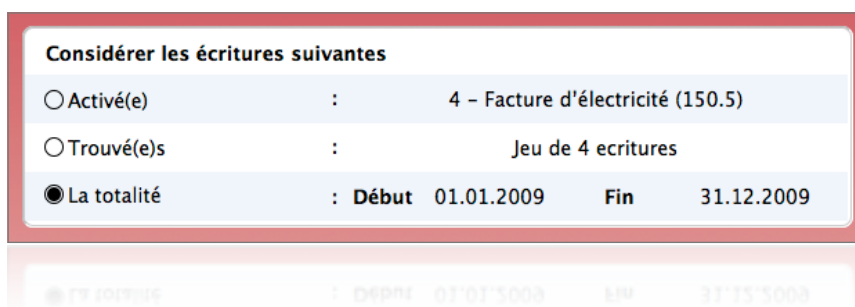 Considérer les écritures suivantes
Activé(e) : 4 – Facture d'électricité (150.5)
Trouvé(e)s : Jeu de 4 ecritures
La totalité : Début 01.01.2009 Fin 31.12.2009